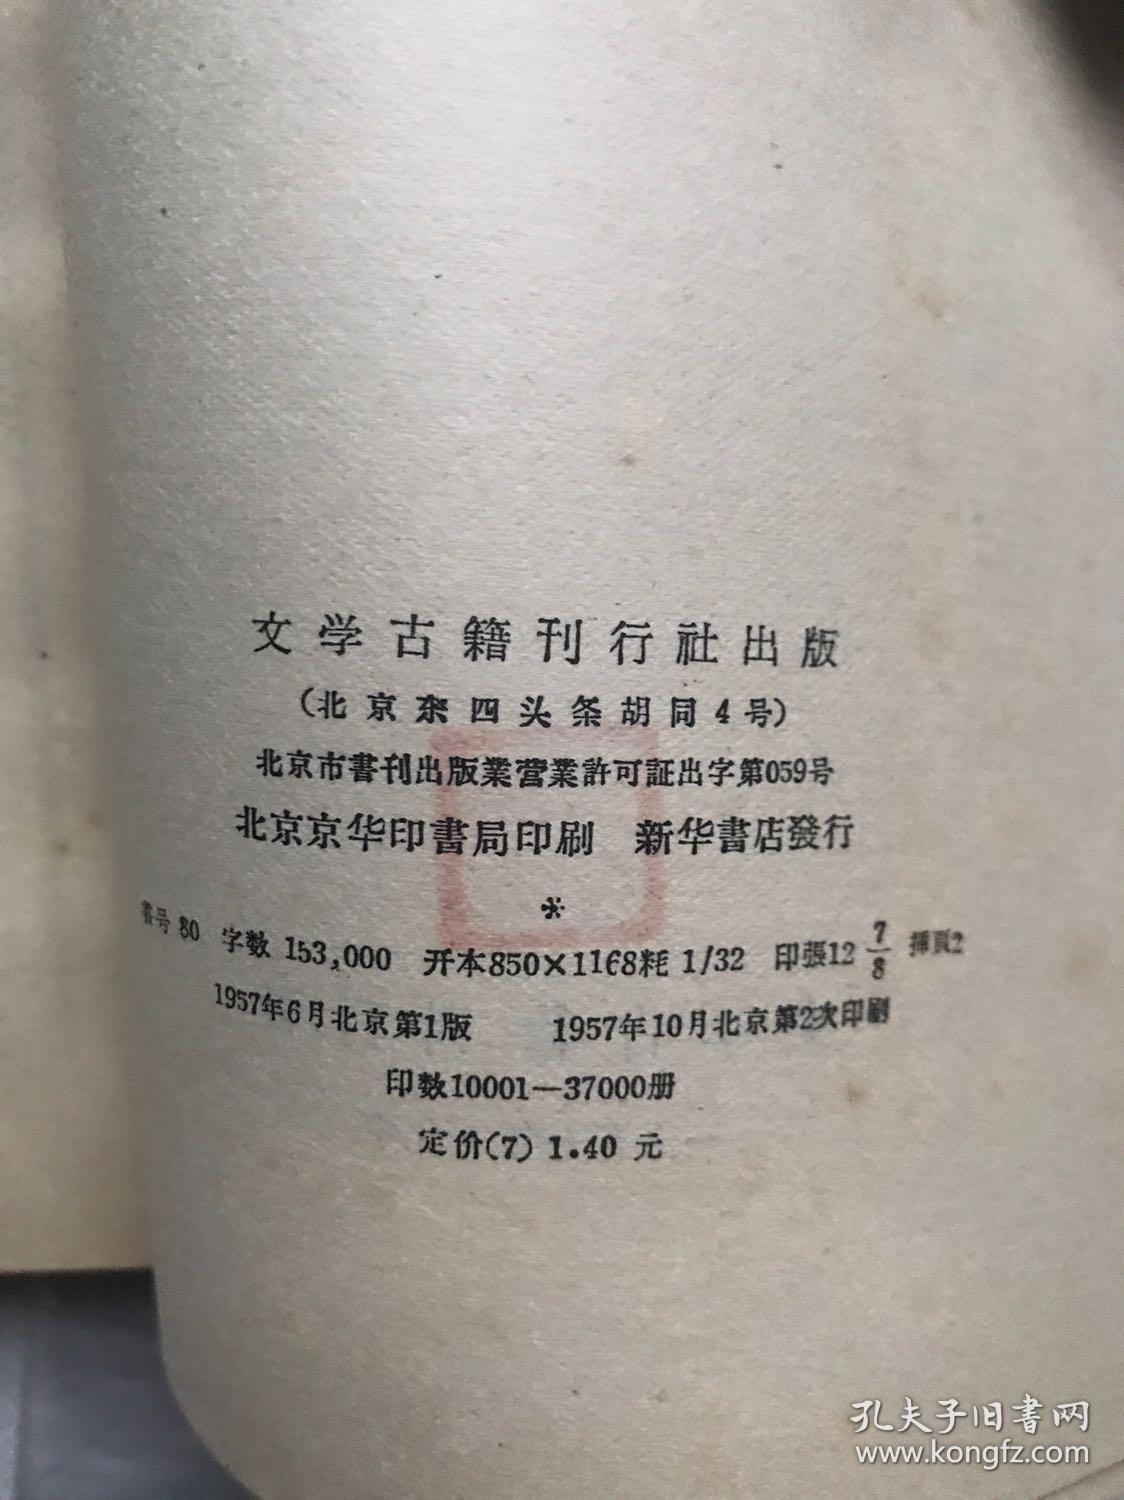 文学古籍刊行社出版
(北京东四头条胡同4号)
北京市書刊出版業营業許可証出字第059号
北京京华印書局印刷 新华書店發行
*
書号 80 字数 153,000 开本850×1168粍 1/32 印張12 7/8 插頁2
1957年6月北京第1版 1957年10月北京第2次印刷
印数10001—37000册
定价(7) 1.40 元
孔夫子旧書网
www.kongfz.com